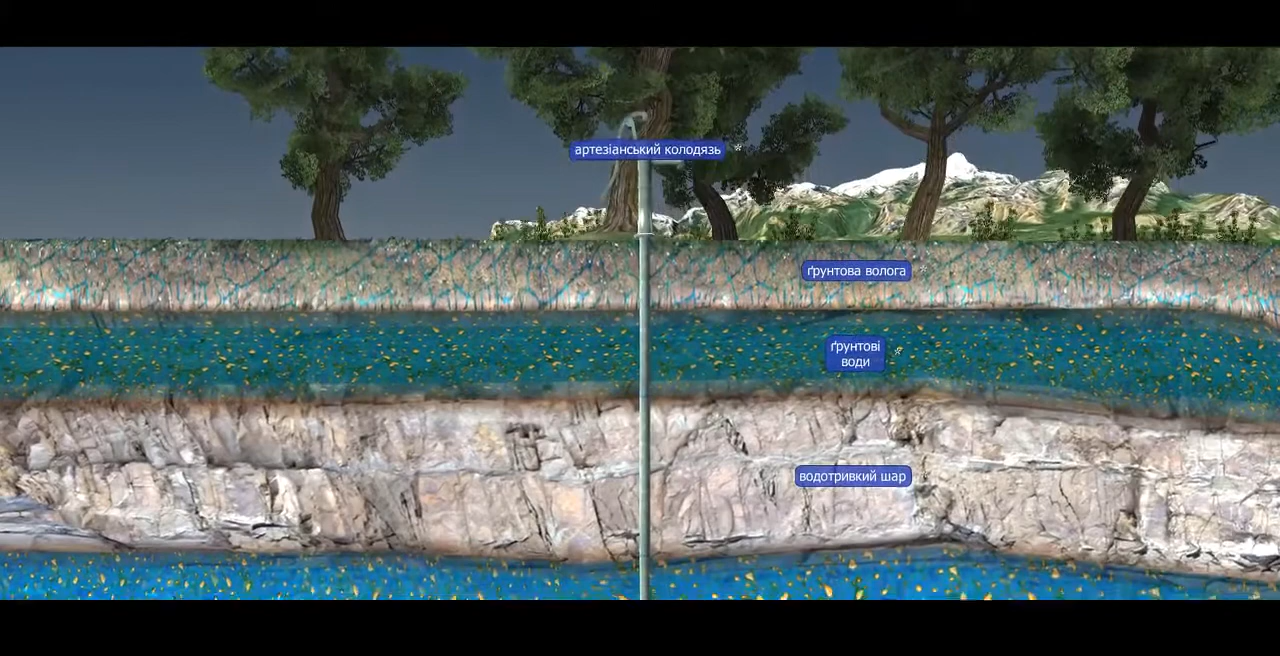 артезіанський колодязь
ґрунтова волога
ґрунтові
води
водотривкий шар